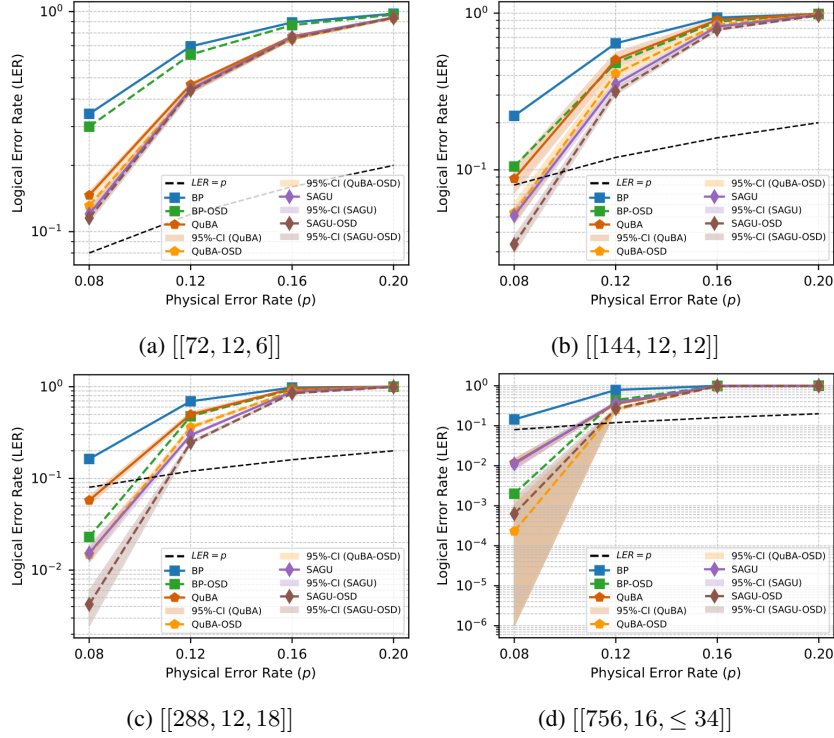 10⁰
10⁻¹
Logical Error Rate (LER)
LER = p
BP
BP-OSD
QuBA
95%-CI (QuBA)
QuBA-OSD
95%-CI (QuBA-OSD)
SAGU
95%-CI (SAGU)
SAGU-OSD
95%-CI (SAGU-OSD)
0.08 0.12 0.16 0.20
Physical Error Rate (p)
(a) [[72, 12, 6]]
10⁰
10⁻¹
Logical Error Rate (LER)
LER = p
BP
BP-OSD
QuBA
95%-CI (QuBA)
QuBA-OSD
95%-CI (QuBA-OSD)
SAGU
95%-CI (SAGU)
SAGU-OSD
95%-CI (SAGU-OSD)
0.08 0.12 0.16 0.20
Physical Error Rate (p)
(b) [[144, 12, 12]]
10⁰
10⁻¹
10⁻²
Logical Error Rate (LER)
LER = p
BP
BP-OSD
QuBA
95%-CI (QuBA)
QuBA-OSD
95%-CI (QuBA-OSD)
SAGU
95%-CI (SAGU)
SAGU-OSD
95%-CI (SAGU-OSD)
0.08 0.12 0.16 0.20
Physical Error Rate (p)
(c) [[288, 12, 18]]
10⁰
10⁻¹
10⁻²
10⁻³
10⁻⁴
10⁻⁵
10⁻⁶
Logical Error Rate (LER)
LER = p
BP
BP-OSD
QuBA
95%-CI (QuBA)
QuBA-OSD
95%-CI (QuBA-OSD)
SAGU
95%-CI (SAGU)
SAGU-OSD
95%-CI (SAGU-OSD)
0.08 0.12 0.16 0.20
Physical Error Rate (p)
(d) [[756, 16, ≤ 34]]